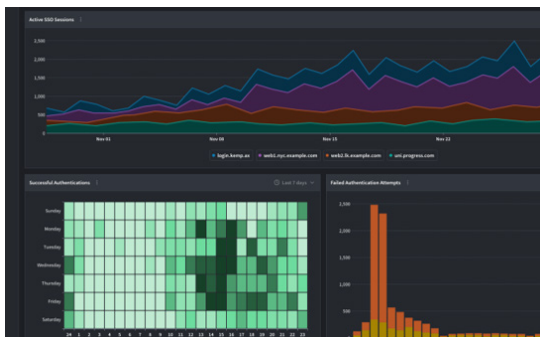 Active SSO Sessions
2,500
2,000
1,500
1,000
500
0
Nov 01
Nov 08
Nov 15
Nov 22
login.kemp.ax web1.nyc.example.com web2.lb.example.com uni.progress.com
Successful Authentications
Last 7 days
Sunday
Monday
Tuesday
Wednesday
Thursday
Friday
Saturday
24 1 2 3 4 5 6 7 8 9 10 11 12 13 14 15 16 17 18 19 20 21 22 23
Failed Authentication Attempts
2,500
2,000
1,500
1,000
500